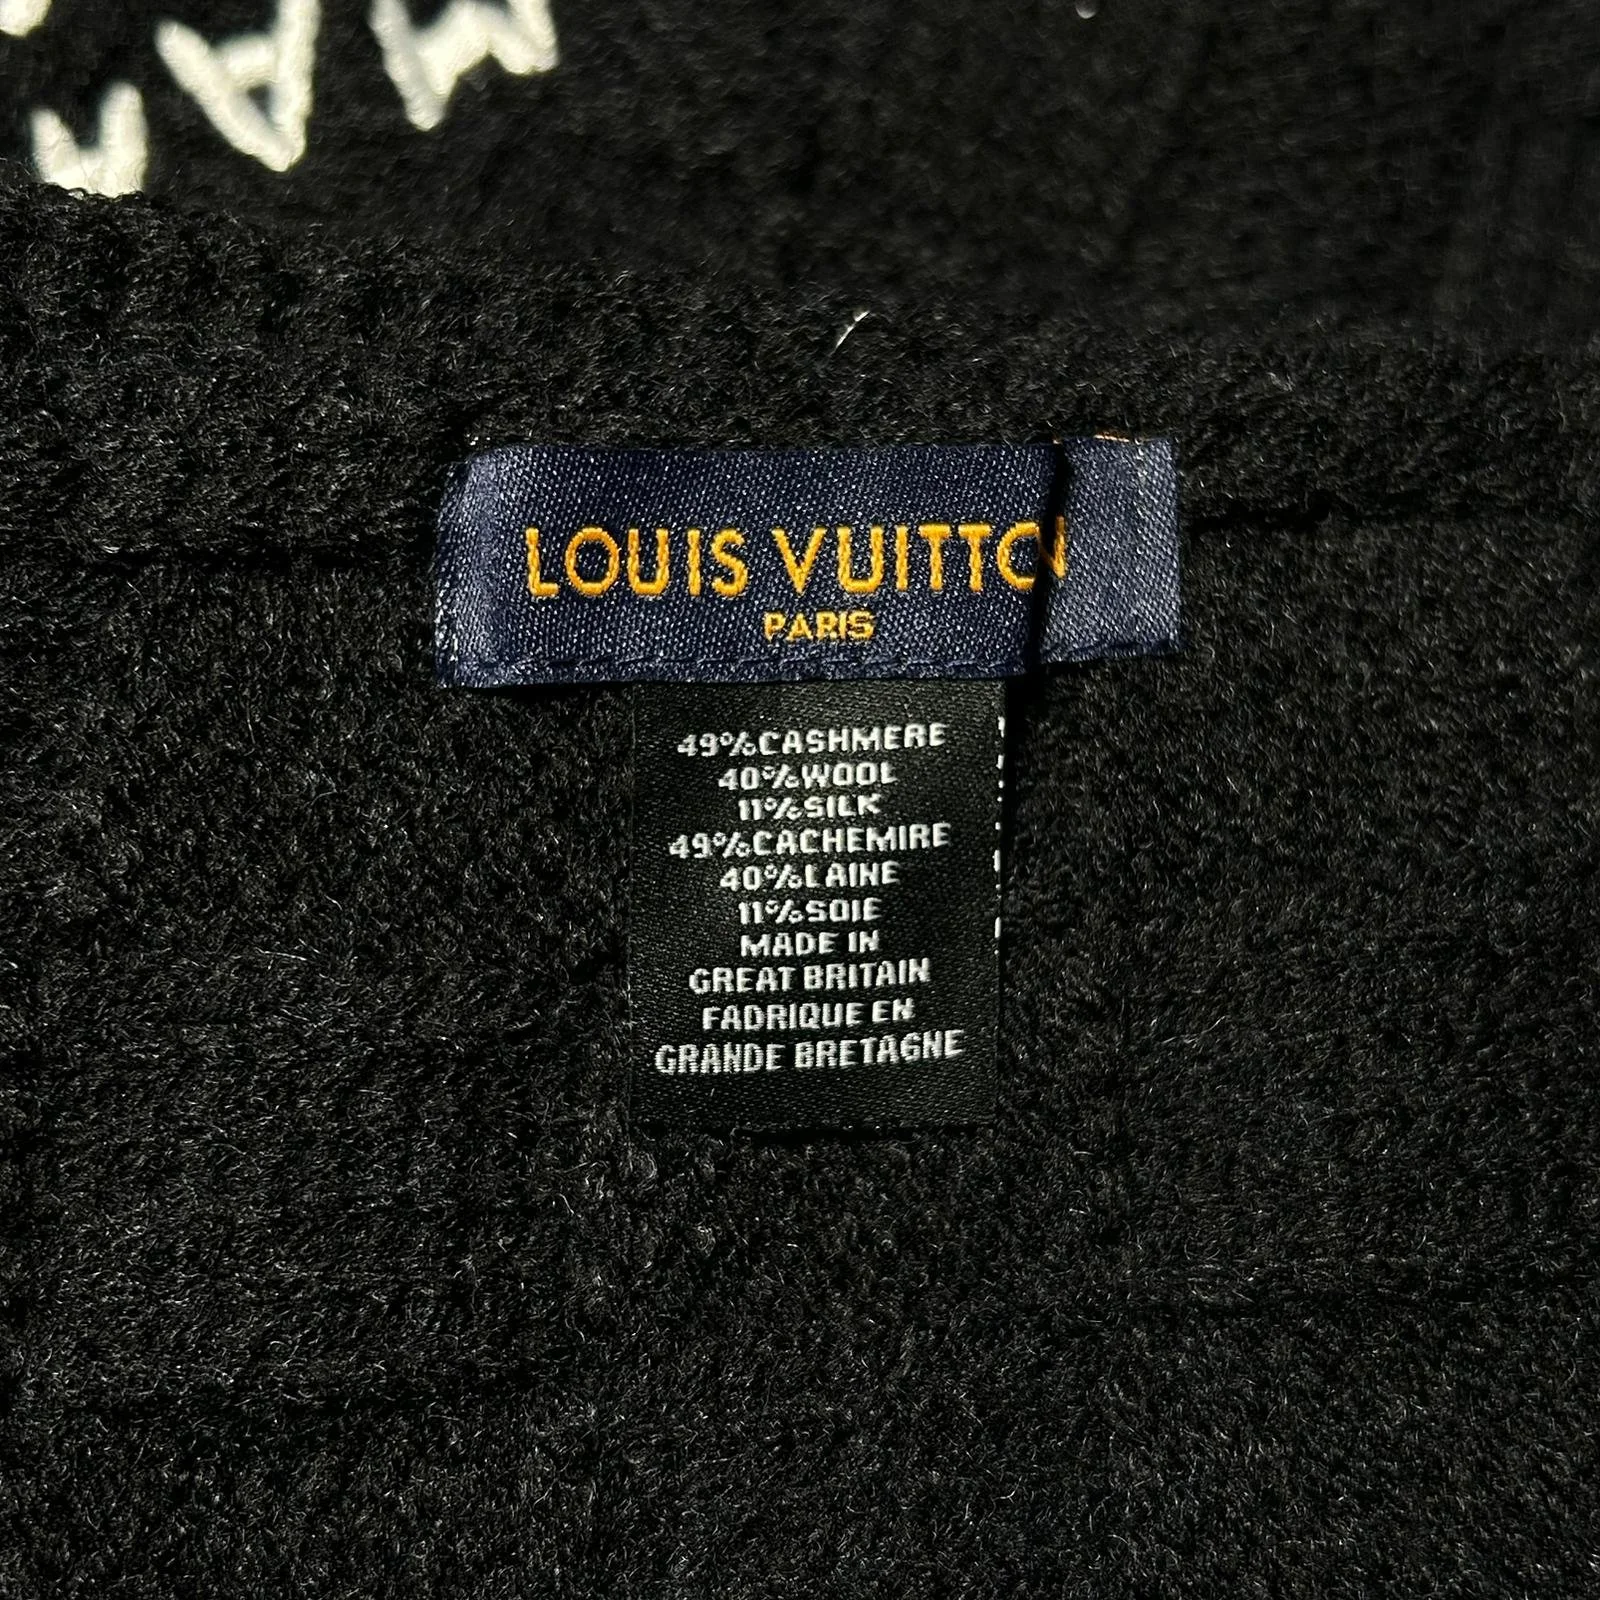 LOUIS VUITTON
PARIS
49%CASHMERE
40%WOOL
11%SILK
49%CACHEMIRE
40%LAINE
11%SOIE
MADE IN
GREAT BRITAIN
FADRIQUE EN
GRANDE BRETAGNE